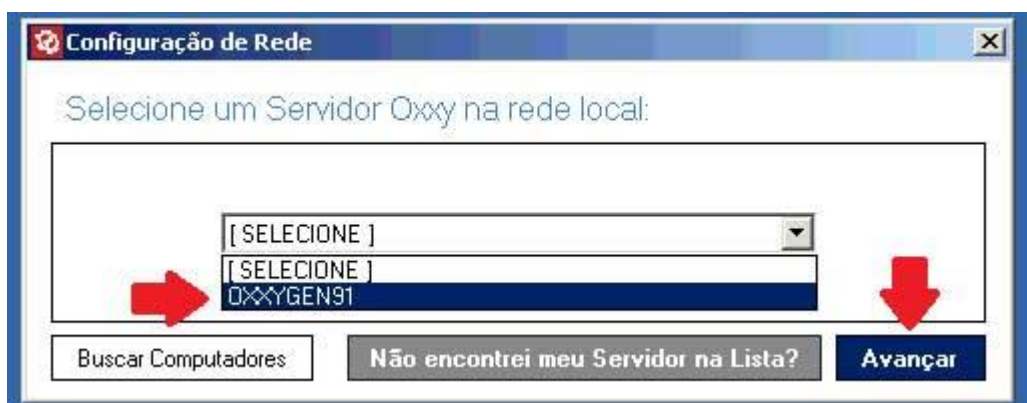 Configuração de Rede
Selecione um Servidor Oxxy na rede local:
[ SELECIONE ]
[ SELECIONE ]
OXXYGEN91
Buscar Computadores
Não encontrei meu Servidor na Lista?
Avançar